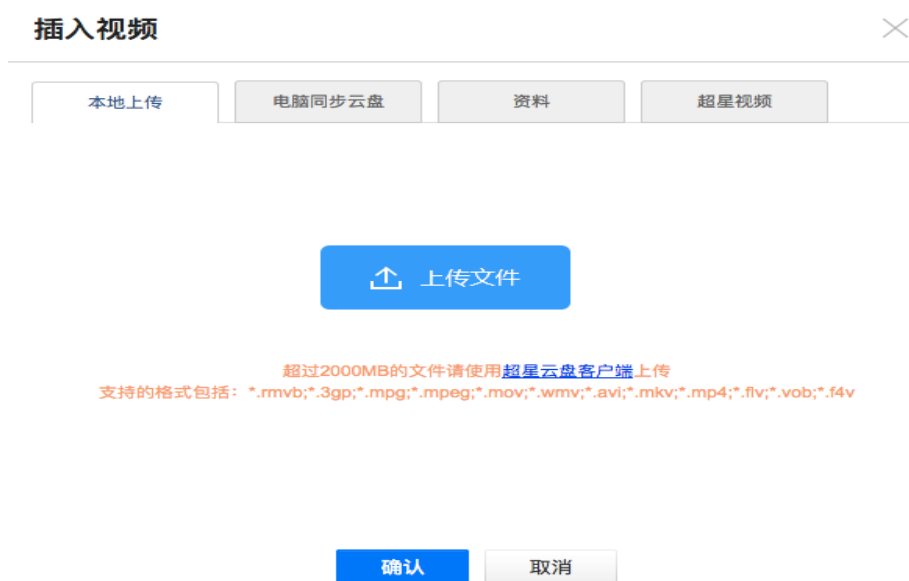 插入视频
本地上传 电脑同步云盘 资料 超星视频
上传文件
超过2000MB的文件请使用超星云盘客户端上传
支持的格式包括：*.rmvb;*.3gp;*.mpg;*.mpeg;*.mov;*.wmv;*.avi;*.mkv;*.mp4;*.flv;*.vob;*.f4v
确认 取消